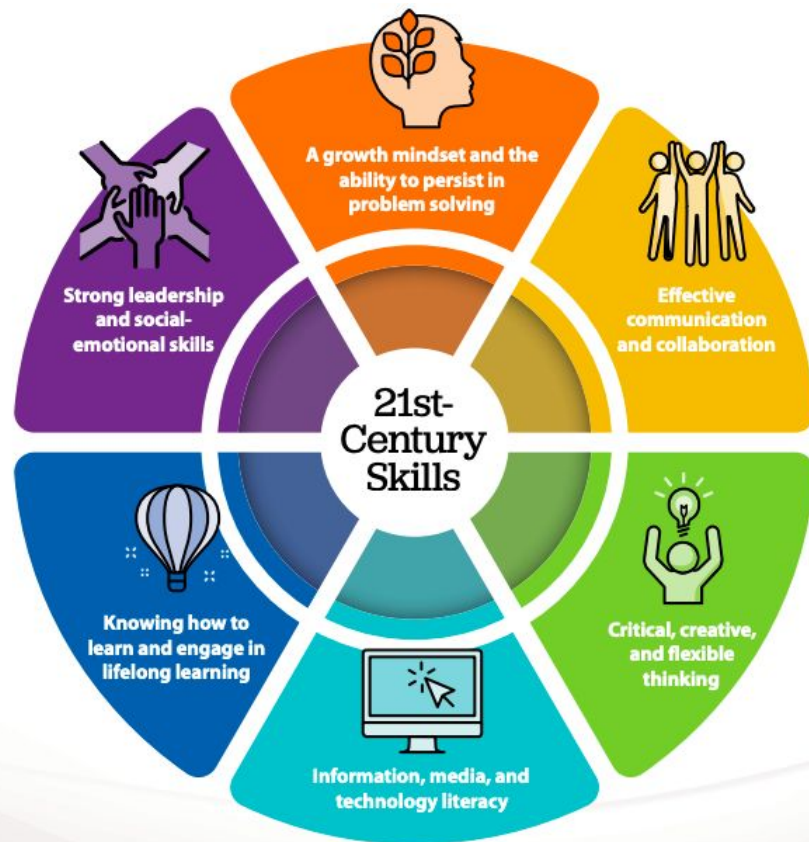 A growth mindset and the
ability to persist in
problem solving
Effective
communication
and collaboration
Critical, creative,
and flexible
thinking
Information, media, and
technology literacy
Knowing how to
learn and engage in
lifelong learning
Strong leadership
and social-
emotional skills
21st-
Century
Skills